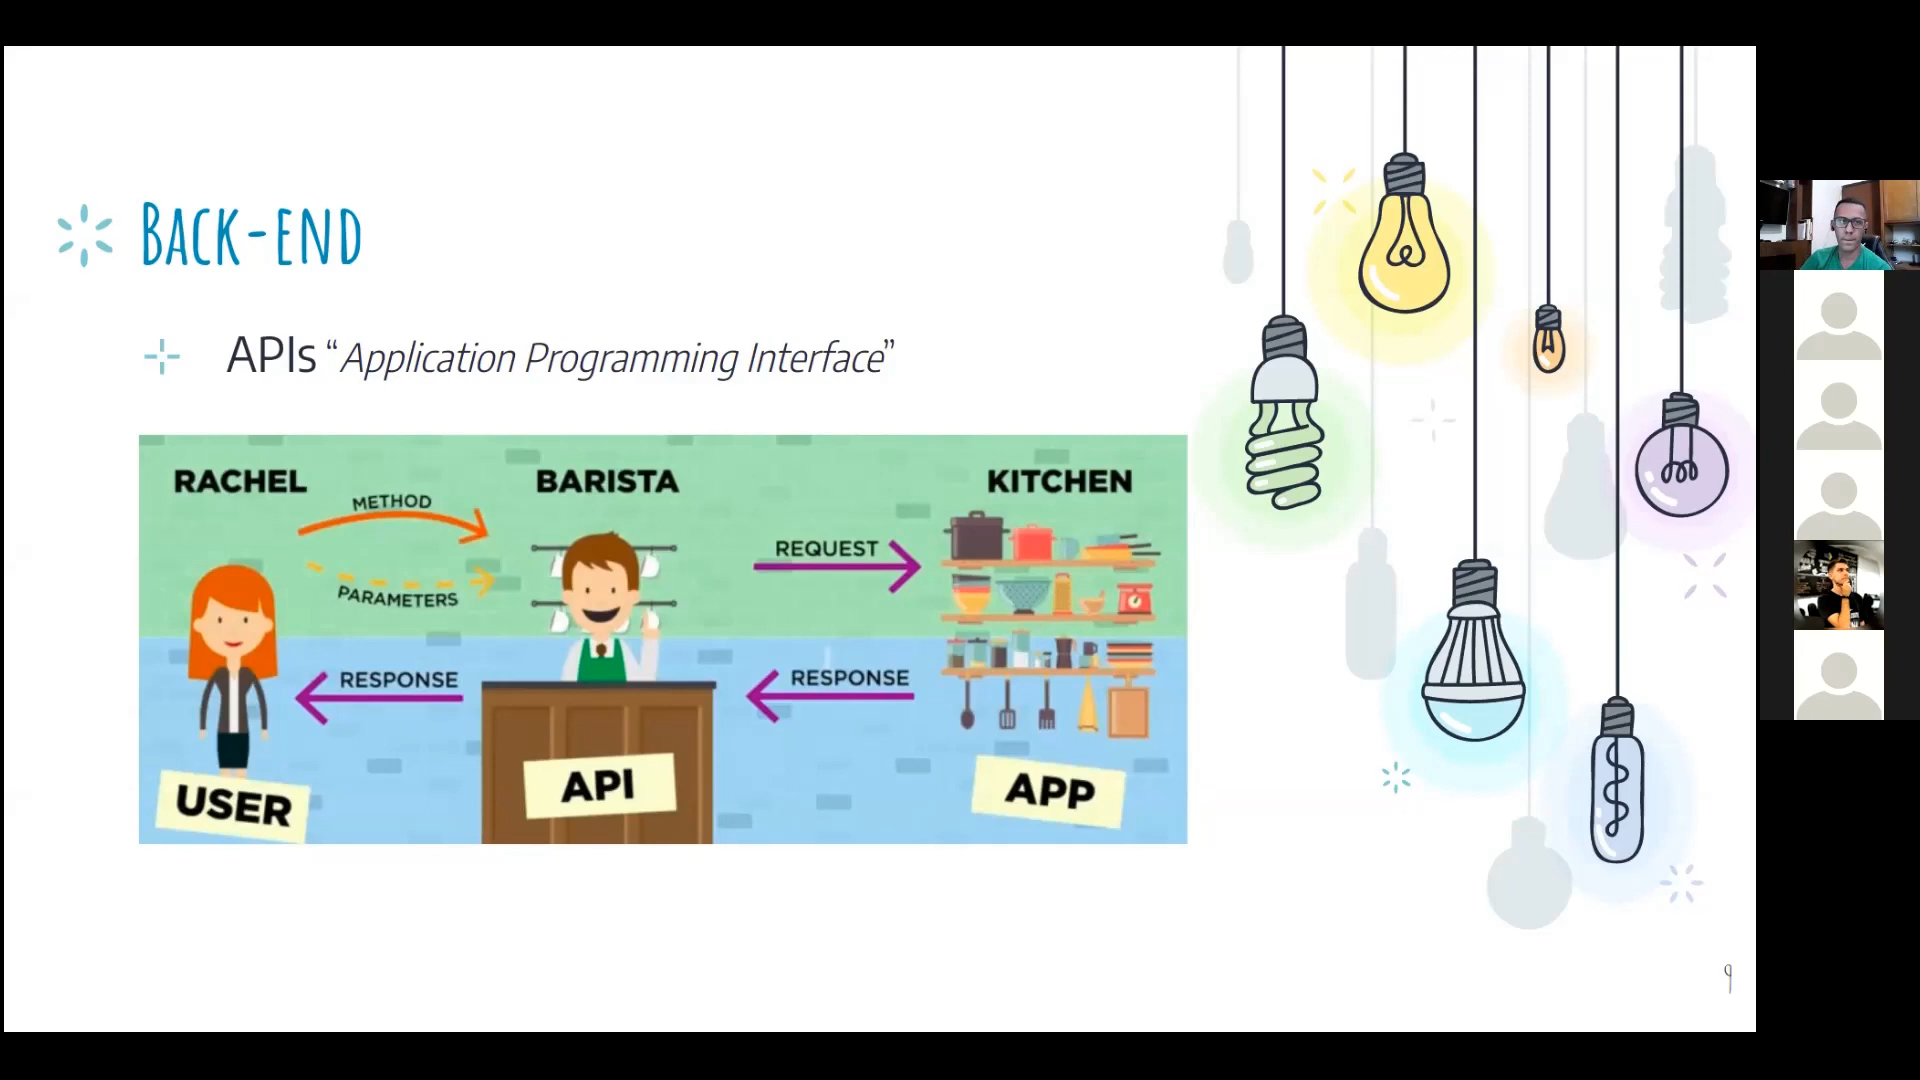 BACK-END
APIs “Application Programming Interface”
RACHEL
BARISTA
KITCHEN
METHOD
PARAMETERS
REQUEST
RESPONSE
RESPONSE
USER
API
APP
9